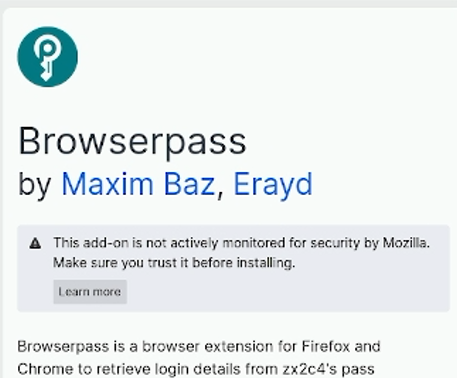 Browserpass
by Maxim Baz, Erayd
This add-on is not actively monitored for security by Mozilla.
Make sure you trust it before installing.
Learn more
Browserpass is a browser extension for Firefox and
Chrome to retrieve login details from zx2c4's pass